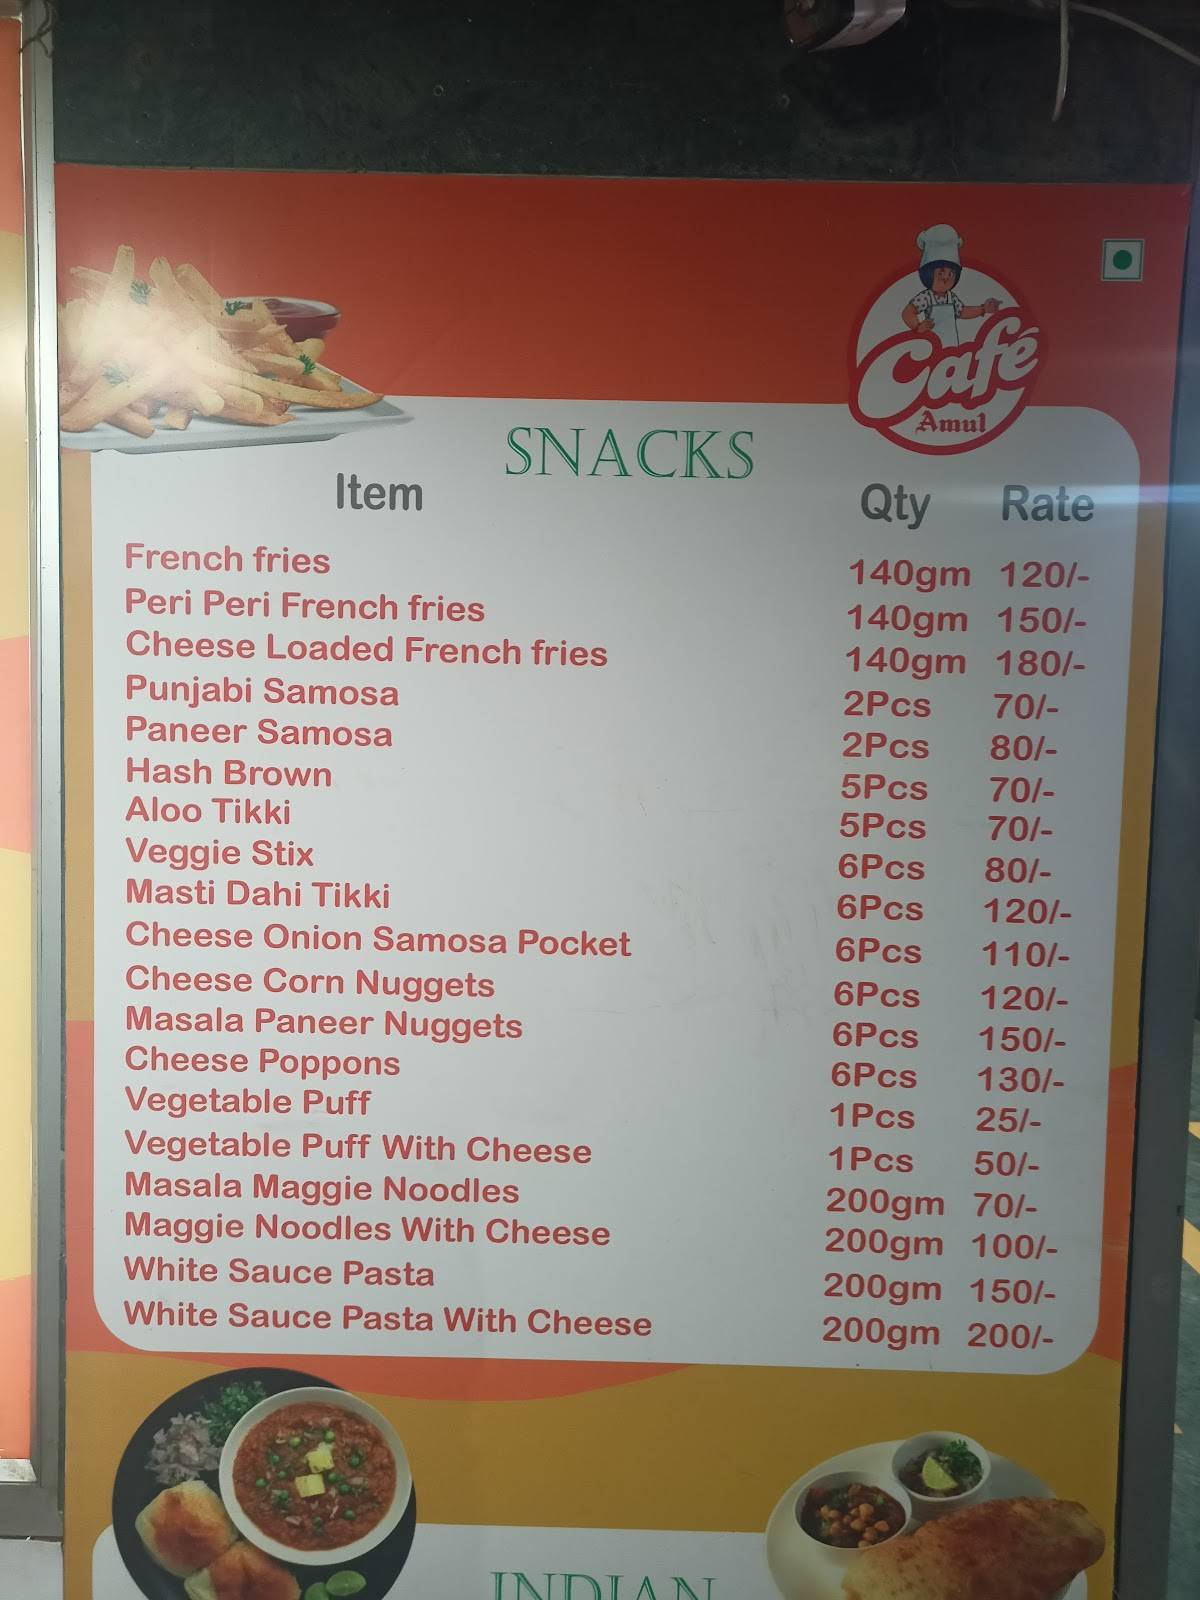 Café
Amul
SNACKS
Item Qty Rate
French fries 140gm 120/-
Peri Peri French fries 140gm 150/-
Cheese Loaded French fries 140gm 180/-
Punjabi Samosa 2Pcs 70/-
Paneer Samosa 2Pcs 80/-
Hash Brown 5Pcs 70/-
Aloo Tikki 5Pcs 70/-
Veggie Stix 6Pcs 80/-
Masti Dahi Tikki 6Pcs 120/-
Cheese Onion Samosa Pocket 6Pcs 110/-
Cheese Corn Nuggets 6Pcs 120/-
Masala Paneer Nuggets 6Pcs 150/-
Cheese Poppons 6Pcs 130/-
Vegetable Puff 1Pcs 25/-
Vegetable Puff With Cheese 1Pcs 50/-
Masala Maggie Noodles 200gm 70/-
Maggie Noodles With Cheese 200gm 100/-
White Sauce Pasta 200gm 150/-
White Sauce Pasta With Cheese 200gm 200/-
INDIAN